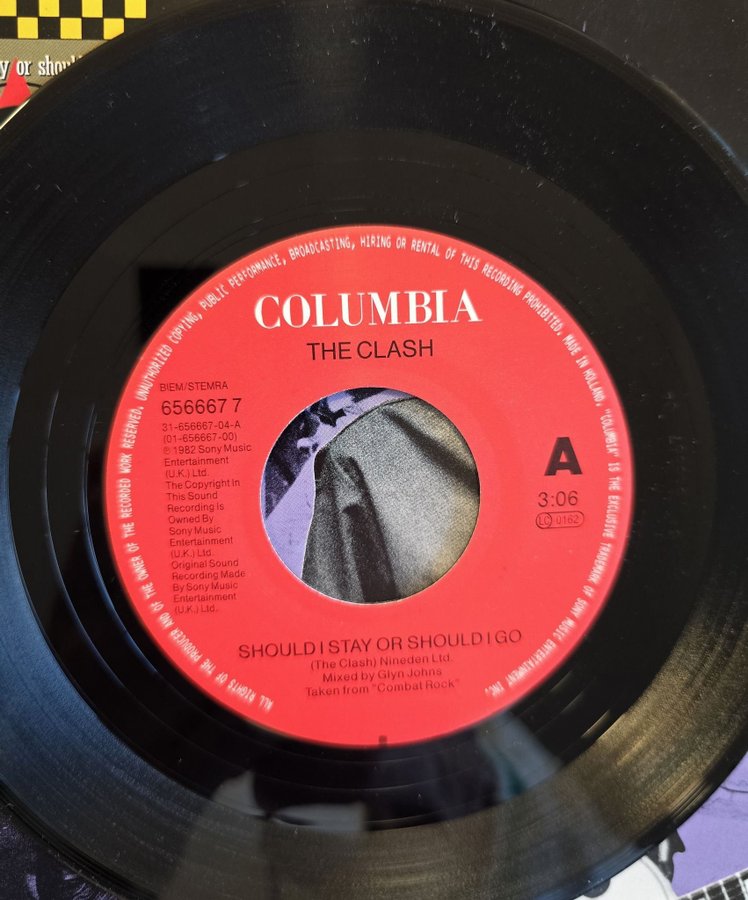 y or shoul
COLUMBIA
THE CLASH
BIEM/STEMRA
656667 7
31-656667-04-A
(01-656667-00)
℗ 1982 Sony Music
Entertainment
(U.K.) Ltd.
The Copyright In
This Sound
Recording Is
Owned By
Sony Music
Entertainment
(U.K.) Ltd.
Original Sound
Recording Made
By Sony Music
Entertainment
(U.K.) Ltd.
A
3:06
LC 0162
SHOULD I STAY OR SHOULD I GO
(The Clash) Nineden Ltd.
Mixed by Glyn Johns
Taken from "Combat Rock"
ALL RIGHTS OF THE PRODUCER AND OF THE OWNER OF THE RECORDED WORK RESERVED. UNAUTHORIZED COPYING, PUBLIC PERFORMANCE, BROADCASTING, HIRING OR RENTAL OF THIS RECORDING PROHIBITED. MADE IN HOLLAND. "COLUMBIA" IS THE EXCLUSIVE TRADEMARK OF SONY MUSIC ENTERTAINMENT INC.